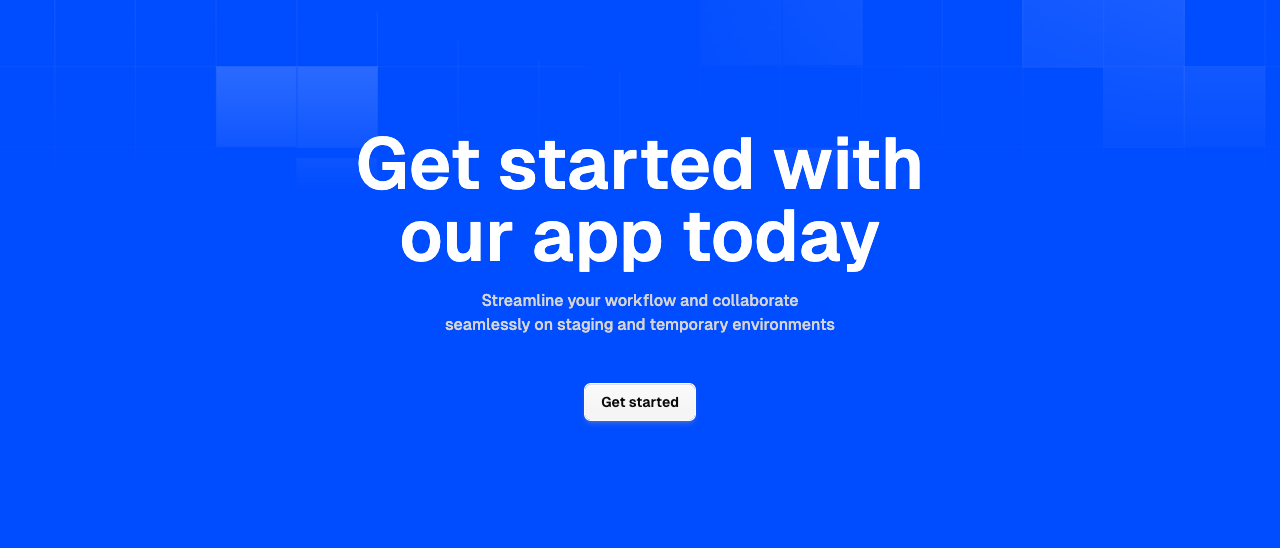 Get started with
our app today
Streamline your workflow and collaborate
seamlessly on staging and temporary environments
Get started